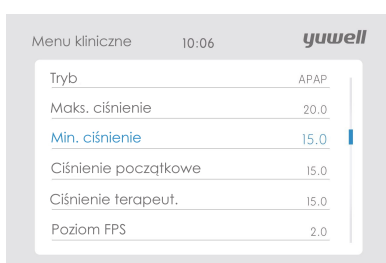 Menu kliniczne 10:06 yuwell
Tryb APAP
Maks. ciśnienie 20.0
Min. ciśnienie 15.0
Ciśnienie początkowe 15.0
Ciśnienie terapeut. 15.0
Poziom FPS 2.0